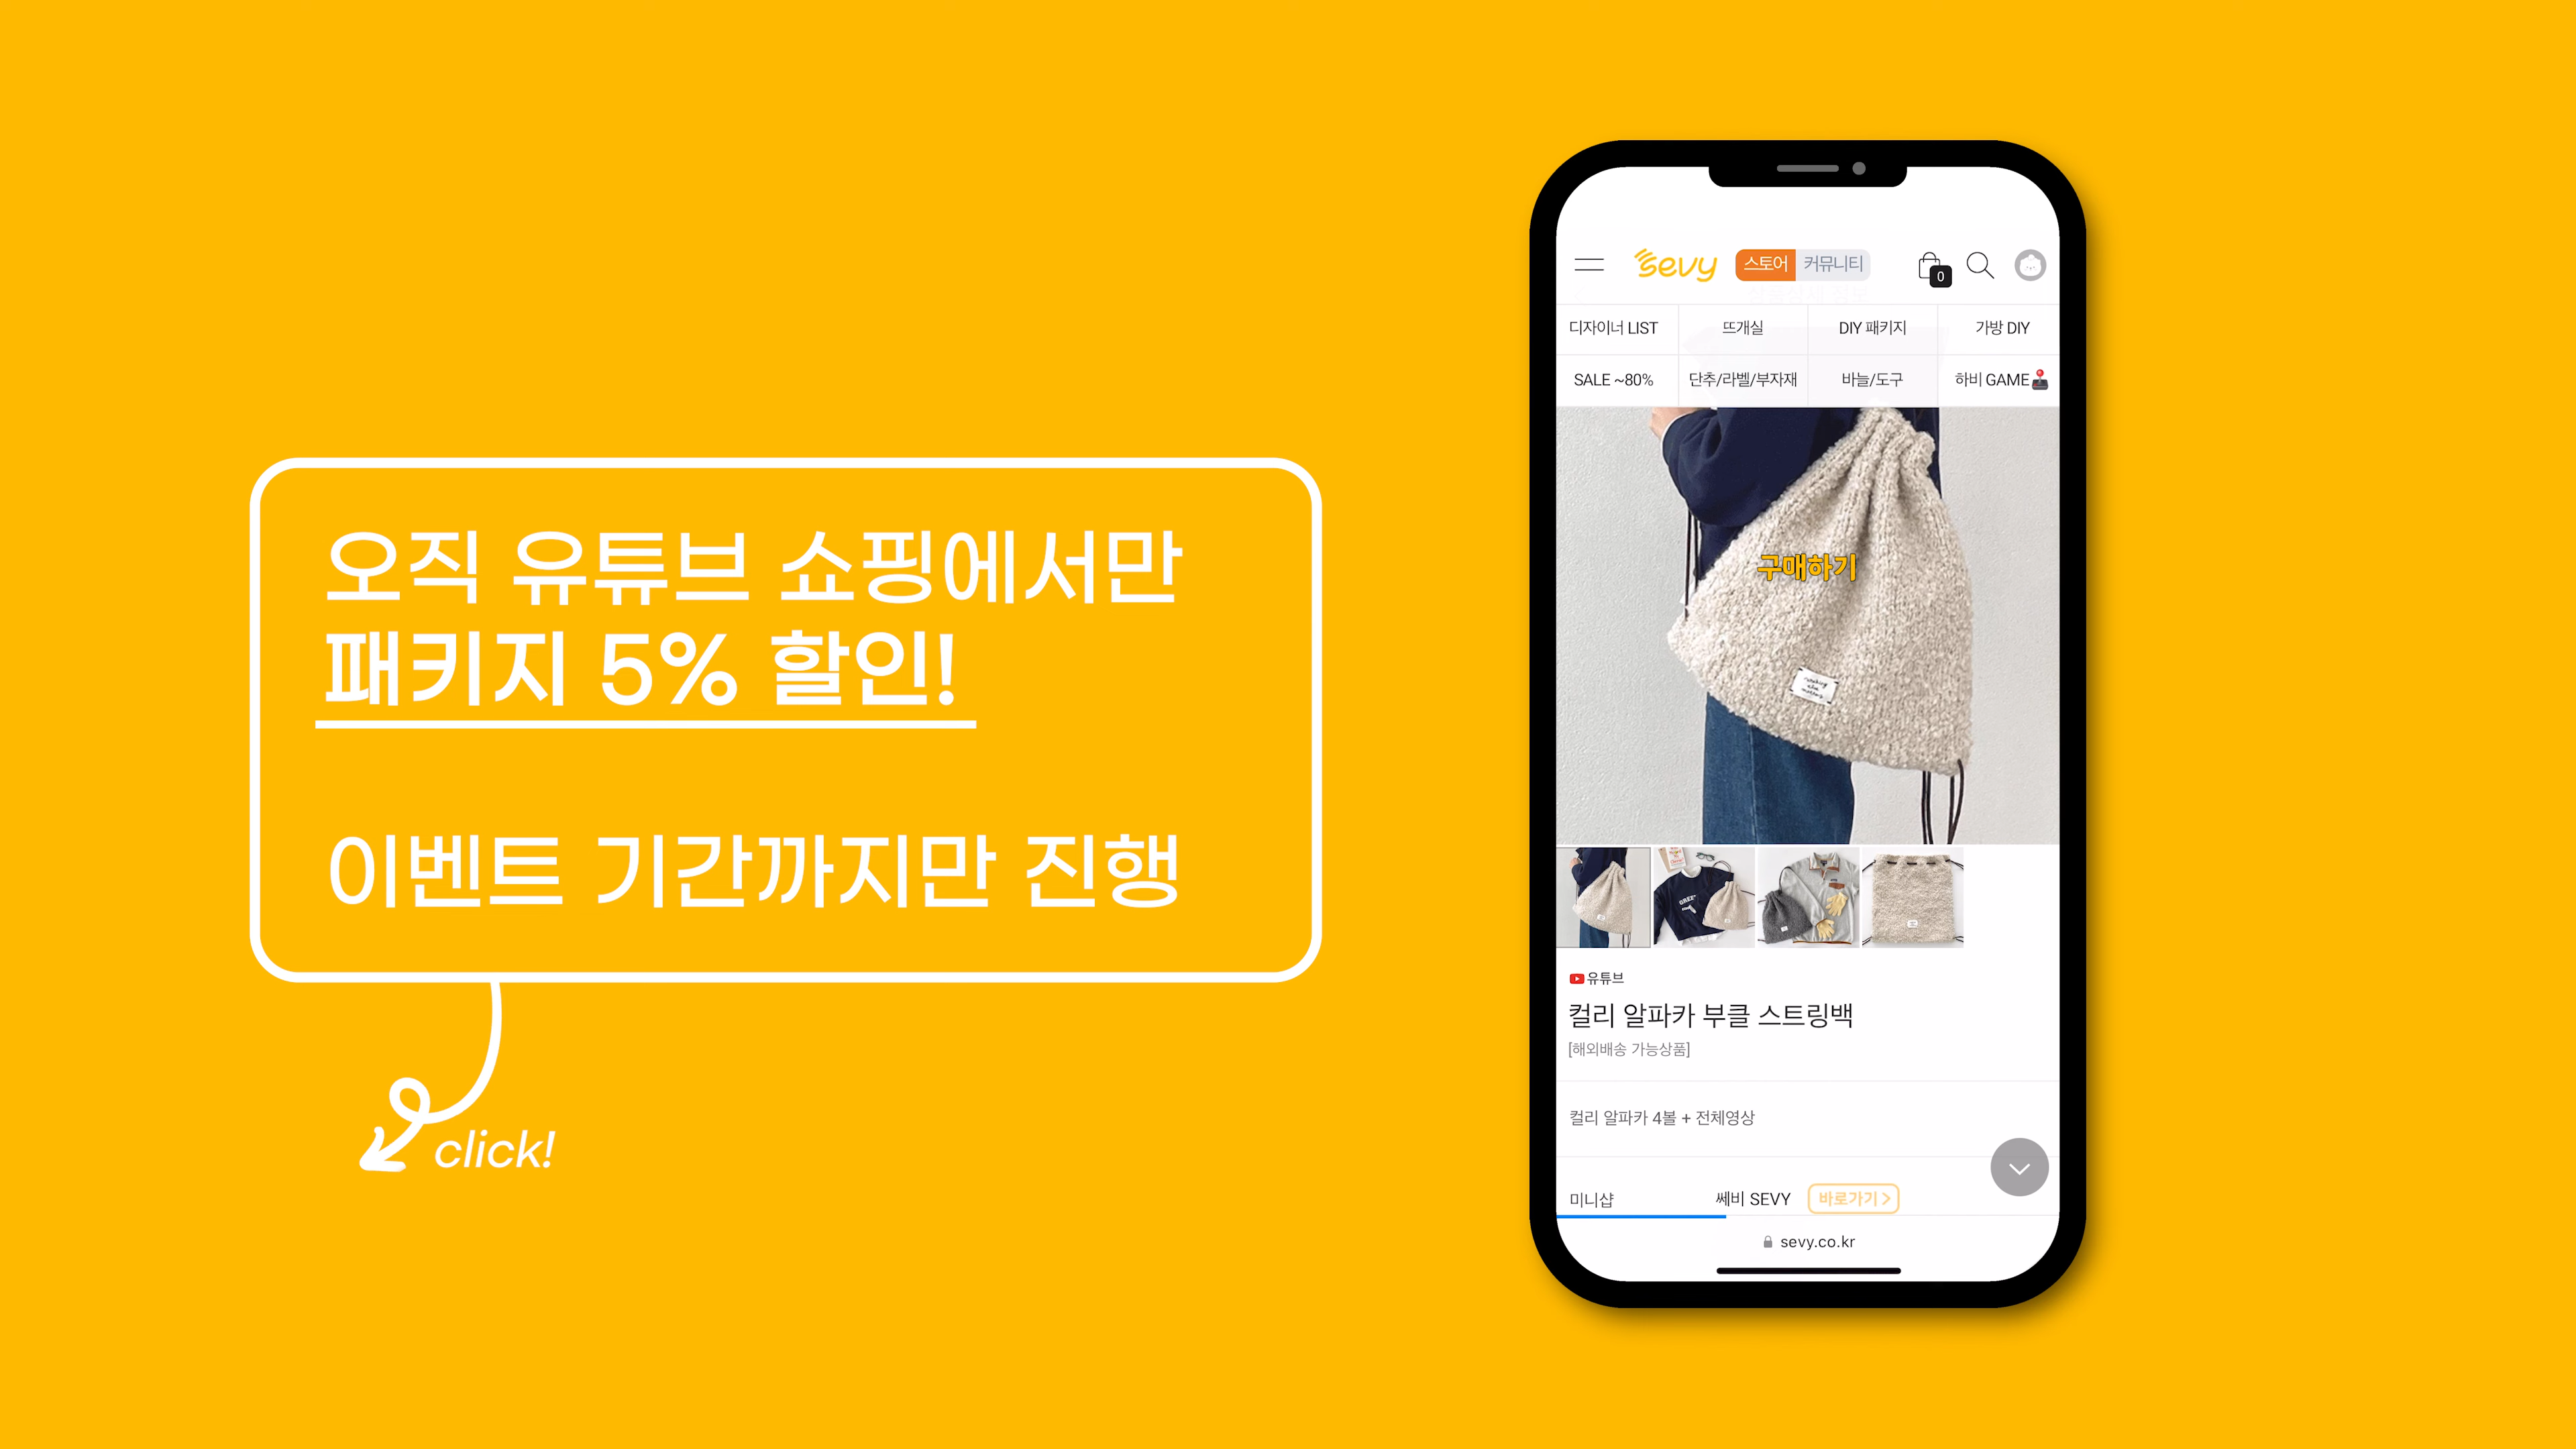 오직 유튜브 쇼핑에서만
패키지 5% 할인!
이벤트 기간까지만 진행
click!
sevy 스토어 커뮤니티 0
디자이너 LIST 뜨개실 DIY 패키지 가방 DIY
SALE ~80% 단추/라벨/부자재 바늘/도구 하비 GAME
구매하기
유튜브
컬리 알파카 부클 스트링백
[해외배송 가능상품]
컬리 알파카 4볼 + 전체영상
미니샵 쎄비 SEVY 바로가기 >
sevy.co.kr